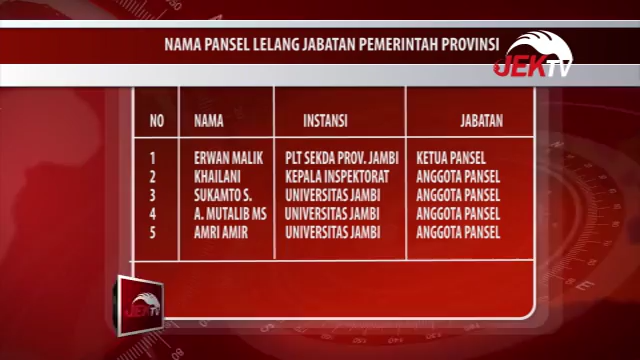 NAMA PANSEL LELANG JABATAN PEMERINTAH PROVINSI
JEKTV
NO NAMA INSTANSI JABATAN
1 ERWAN MALIK PLT SEKDA PROV. JAMBI KETUA PANSEL
2 KHAILANI KEPALA INSPEKTORAT ANGGOTA PANSEL
3 SUKAMTO S. UNIVERSITAS JAMBI ANGGOTA PANSEL
4 A. MUTALIB MS UNIVERSITAS JAMBI ANGGOTA PANSEL
5 AMRI AMIR UNIVERSITAS JAMBI ANGGOTA PANSEL
JEKTV